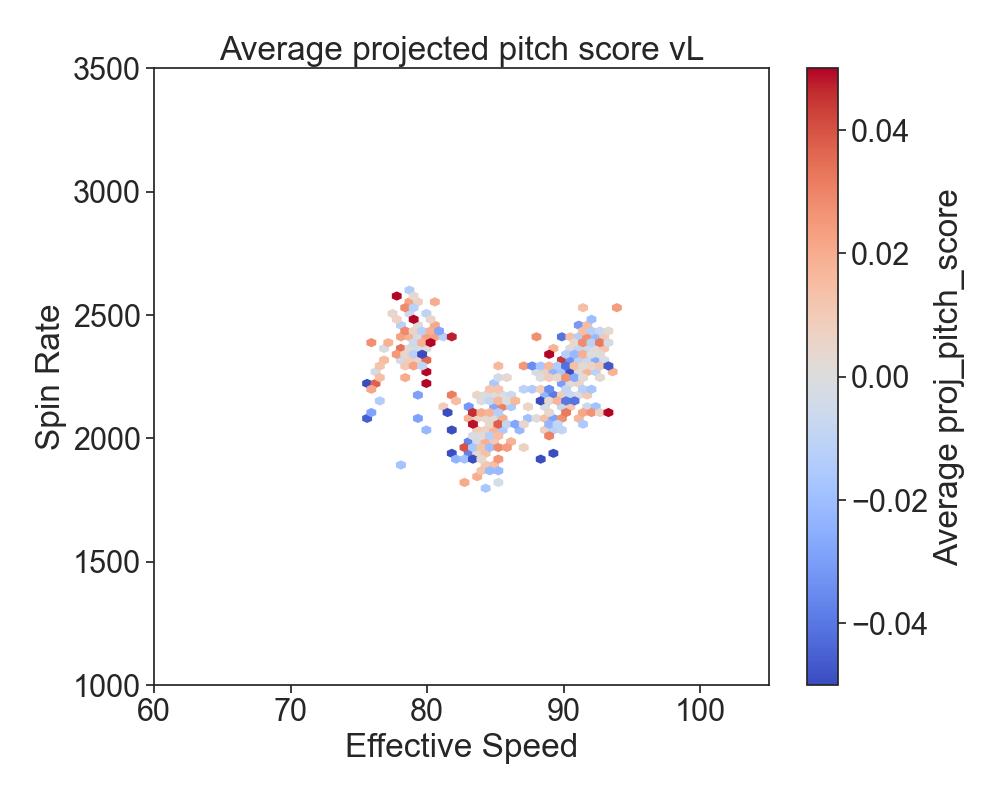 Average projected pitch score vL
3500
3000
2500
2000
1500
1000
Spin Rate
60 70 80 90 100
Effective Speed
0.04
0.02
0.00
−0.02
−0.04
Average proj_pitch_score